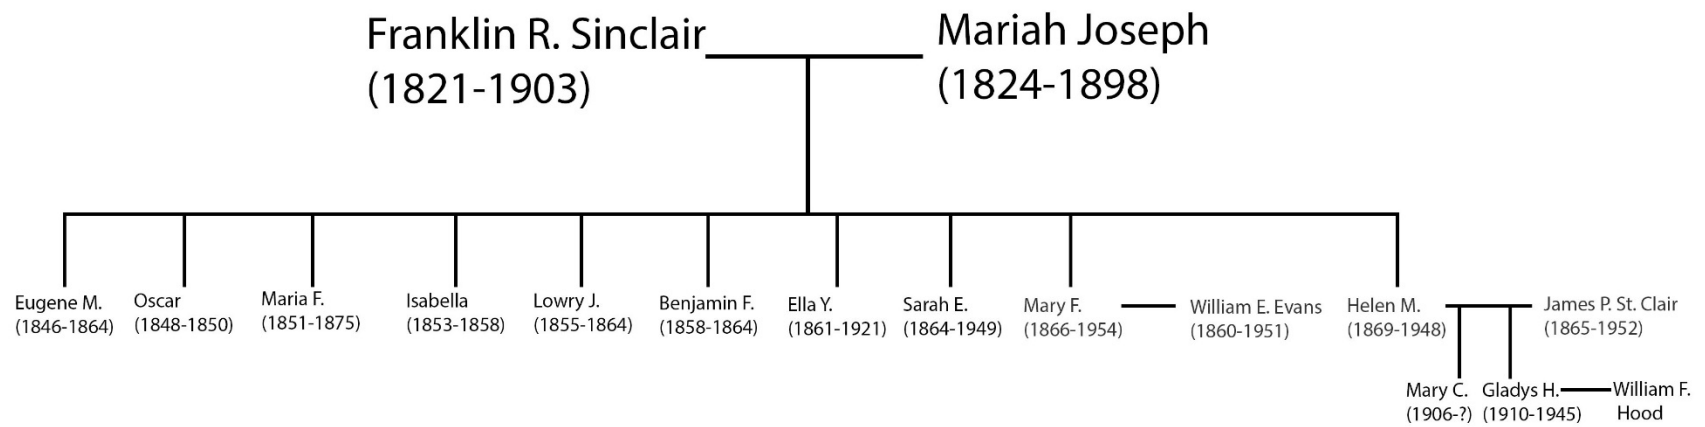 Franklin R. Sinclair
(1821-1903)
Mariah Joseph
(1824-1898)
Eugene M.
(1846-1864)
Oscar
(1848-1850)
Maria F.
(1851-1875)
Isabella
(1853-1858)
Lowry J.
(1855-1864)
Benjamin F.
(1858-1864)
Ella Y.
(1861-1921)
Sarah E.
(1864-1949)
Mary F.
(1866-1954)
William E. Evans
(1860-1951)
Helen M.
(1869-1948)
James P. St. Clair
(1865-1952)
Mary C.
(1906-?)
Gladys H.
(1910-1945)
William F.
Hood